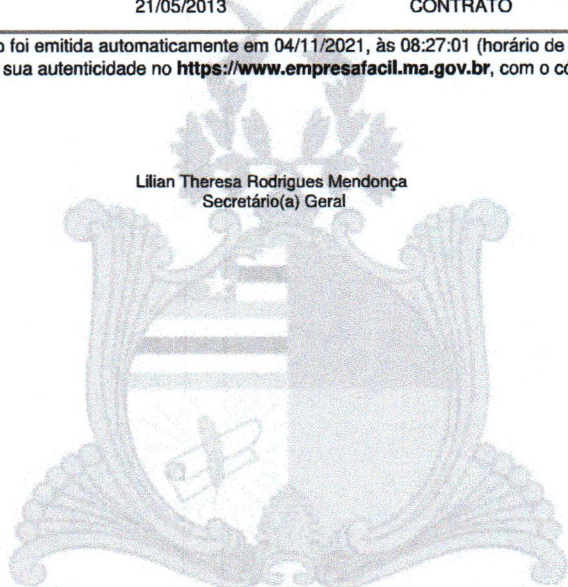 21/05/2013 CONTRATO
o foi emitida automaticamente em 04/11/2021, às 08:27:01 (horário de
sua autenticidade no https://www.empresafacil.ma.gov.br, com o có
Lilian Theresa Rodrigues Mendonça
Secretário(a) Geral